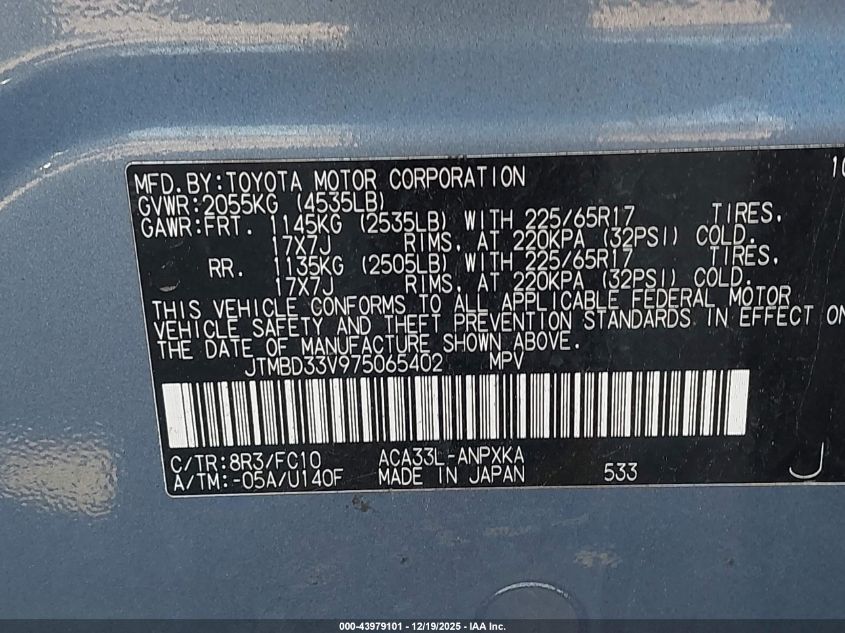 MFD.BY:TOYOTA MOTOR CORPORATION 10
GVWR:2055KG (4535LB)
GAWR:FRT. 1145KG (2535LB) WITH 225/65R17 TIRES,
17X7J RIMS, AT 220KPA (32PSI) COLD.
RR. 1135KG (2505LB) WITH 225/65R17 TIRES,
17X7J RIMS, AT 220KPA (32PSI) COLD.
THIS VEHICLE CONFORMS TO ALL APPLICABLE FEDERAL MOTOR
VEHICLE SAFETY AND THEFT PREVENTION STANDARDS IN EFFECT ON
THE DATE OF MANUFACTURE SHOWN ABOVE.
JTMBD33V975065402 MPV
C/TR:8R3/FC10 ACA33L-ANPXKA
A/TM:-05A/U140F MADE IN JAPAN 533 J
000-43979101 - 12/19/2025 - IAA Inc.